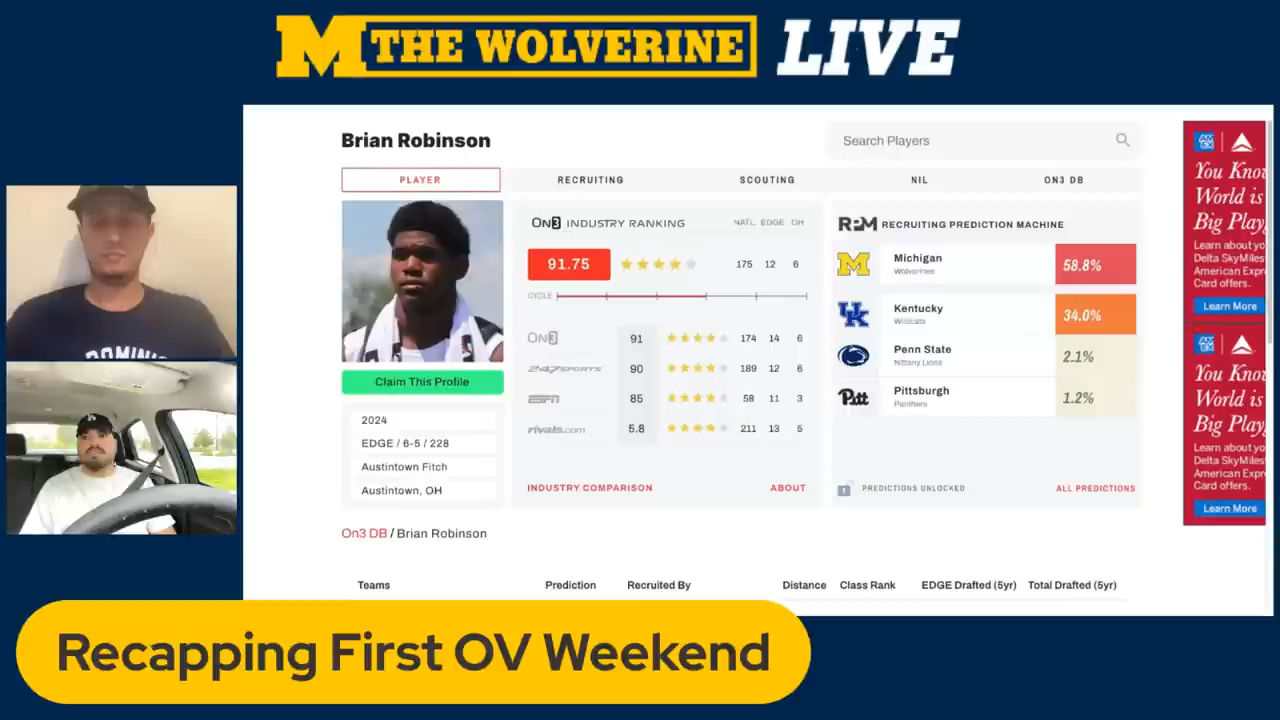 M THE WOLVERINE LIVE
Brian Robinson
Search Players
PLAYER
RECRUITING
SCOUTING
NIL
ON3 DB
Claim This Profile
2024
EDGE / 6-5 / 228
Austintown Fitch
Austintown, OH
On3 INDUSTRY RANKING NATL EDGE OH
91.75 175 12 6
CYCLE
On3 91 174 14 6
247SPORTS 90 189 12 6
ESPN 85 58 11 3
rivals.com 5.8 211 13 5
INDUSTRY COMPARISON ABOUT
RPM RECRUITING PREDICTION MACHINE
M Michigan 58.8%
Wolverines
UK Kentucky 34.0%
Wildcats
Penn State 2.1%
Nittany Lions
Pitt Pittsburgh 1.2%
Panthers
PREDICTIONS UNLOCKED ALL PREDICTIONS
You Know
World is
Big Play
Learn about yo
Delta SkyMiles
American Expr
Card offers.
Learn More
You Know
World is
Big Play
Learn about yo
Delta SkyMiles
American Expr
Card offers.
Learn More
On3 DB / Brian Robinson
Teams Prediction Recruited By Distance Class Rank EDGE Drafted (5yr) Total Drafted (5yr)
Recapping First OV Weekend